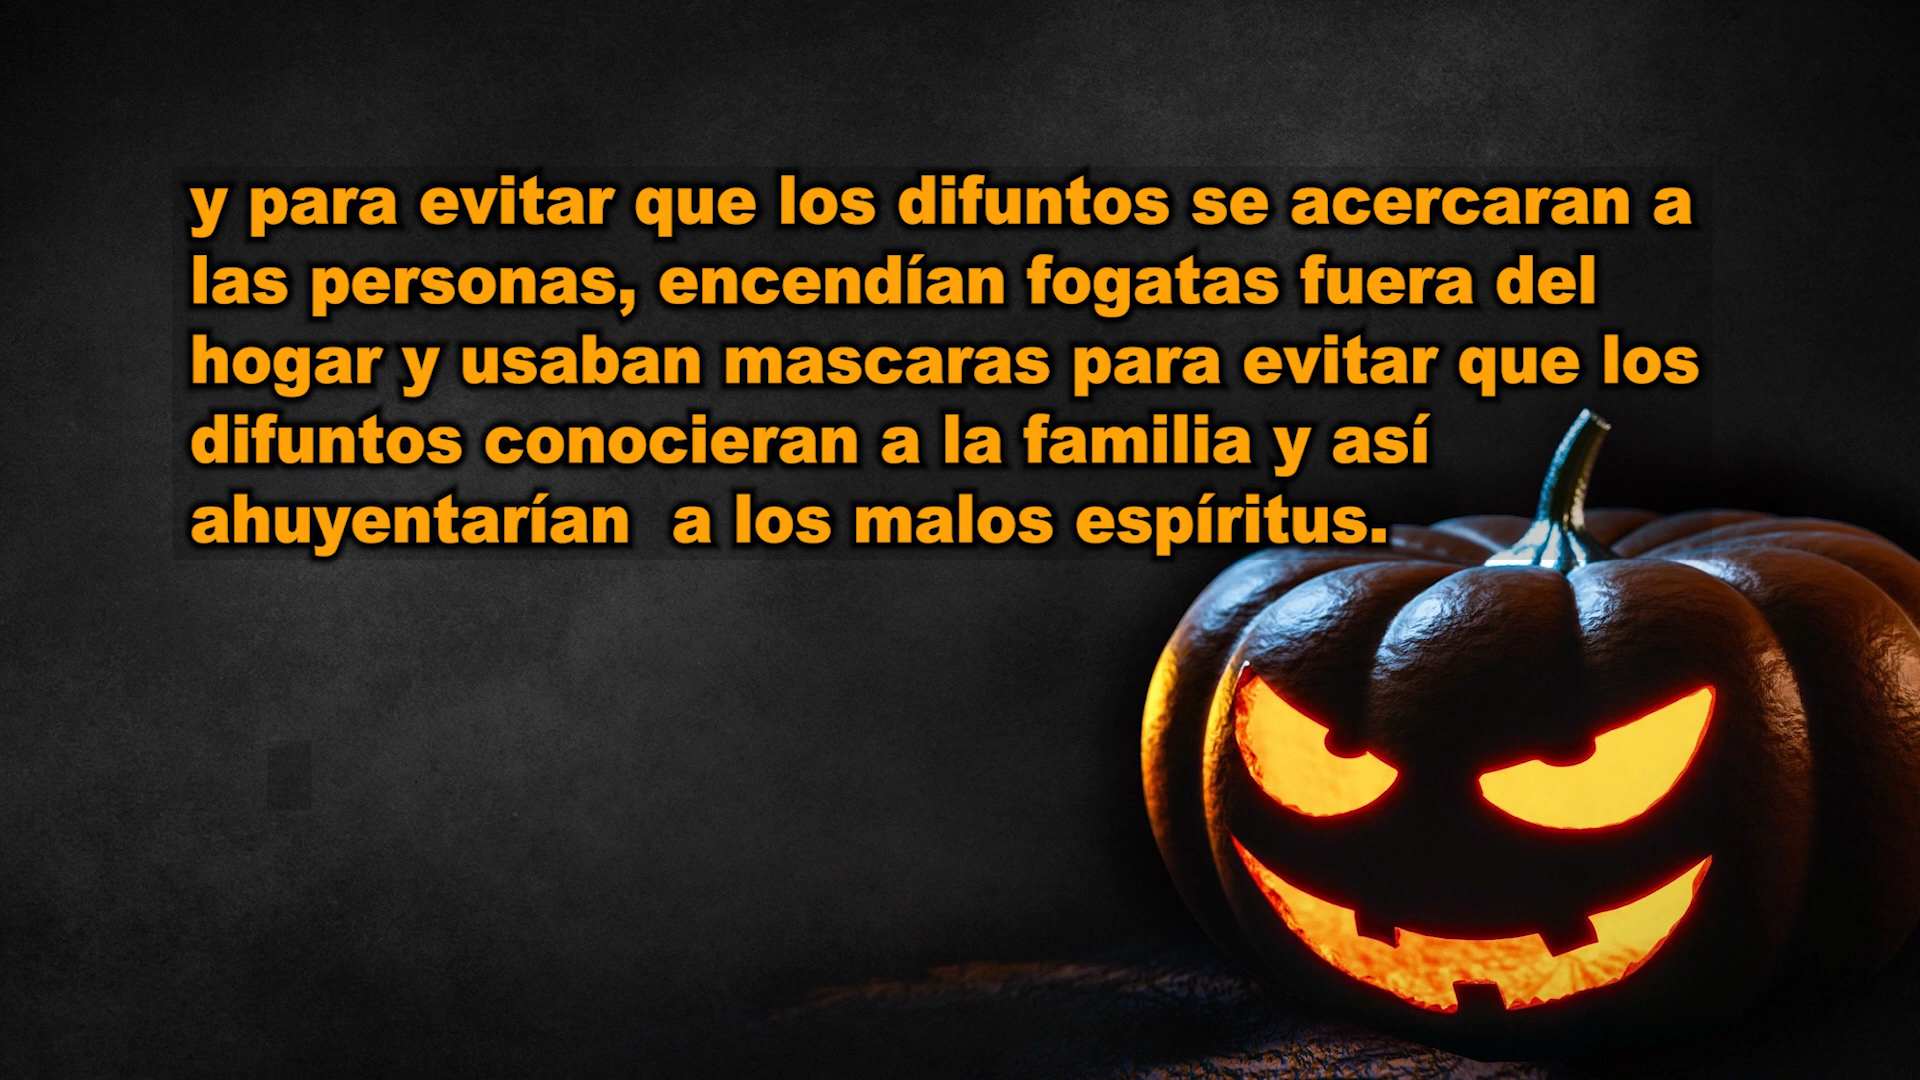 y para evitar que los difuntos se acercaran a
las personas, encendían fogatas fuera del
hogar y usaban mascaras para evitar que los
difuntos conocieran a la familia y así
ahuyentarían  a los malos espíritus.